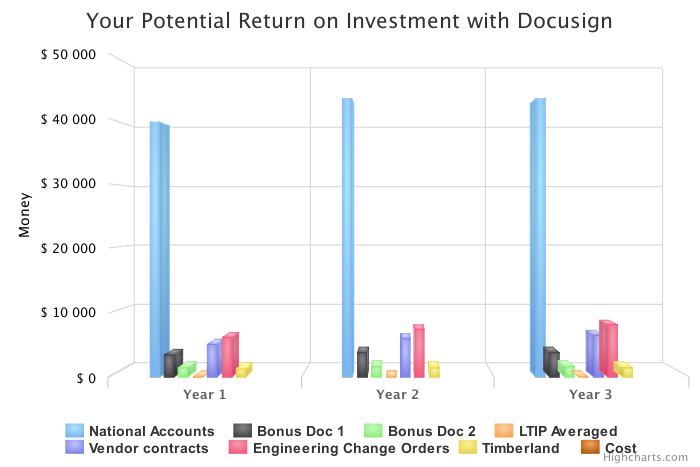 Your Potential Return on Investment with Docusign
$ 50 000
$ 40 000
$ 30 000
$ 20 000
$ 10 000
$ 0
Money
Year 1 Year 2 Year 3
National Accounts Bonus Doc 1 Bonus Doc 2 LTIP Averaged
Vendor contracts Engineering Change Orders Timberland Cost
Highcharts.com